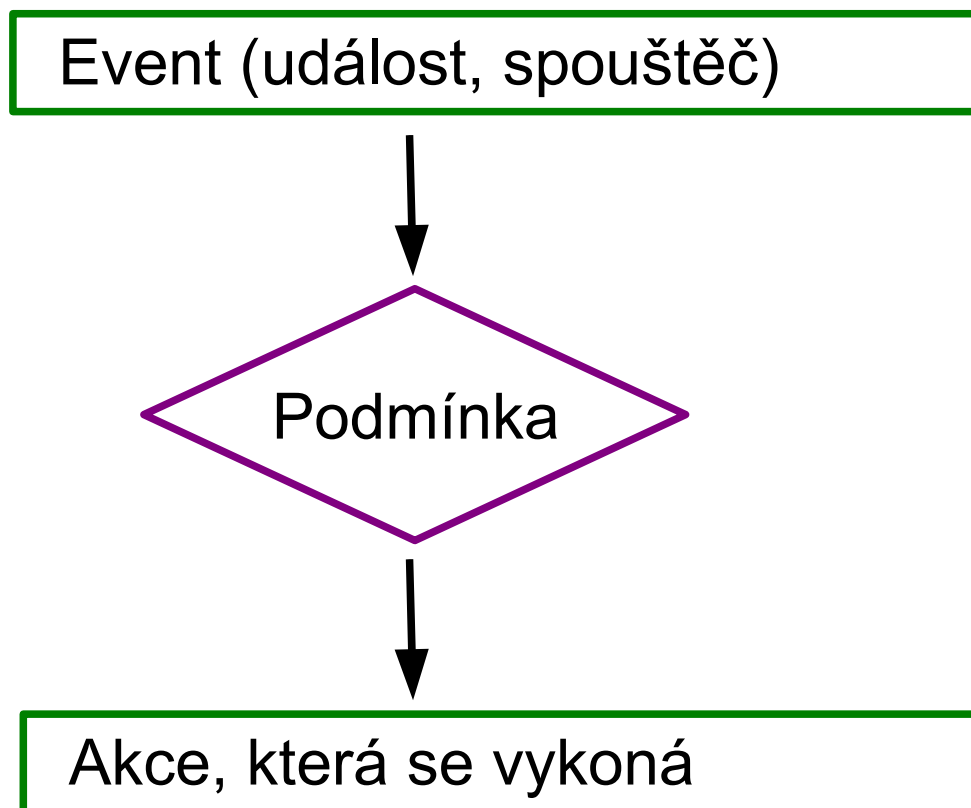 Event (událost, spouštěč)
Podmínka
Akce, která se vykoná